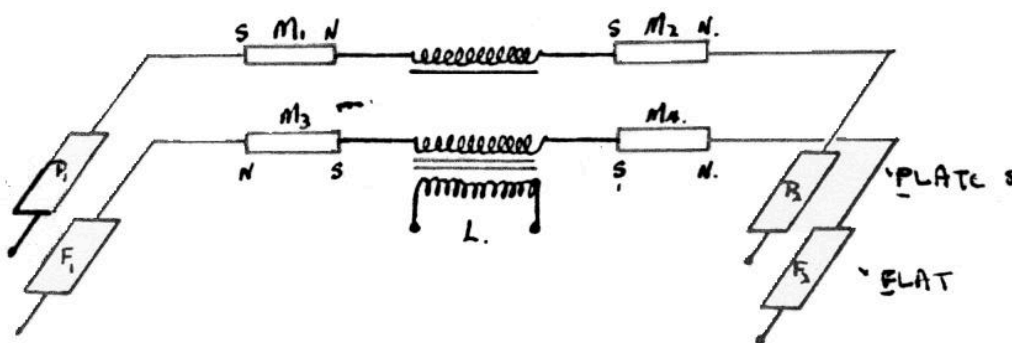 S M1 N S M2 N.
M3 M4.
N S S N.
P1 P2 PLATE S
F1 L. F2 FLAT